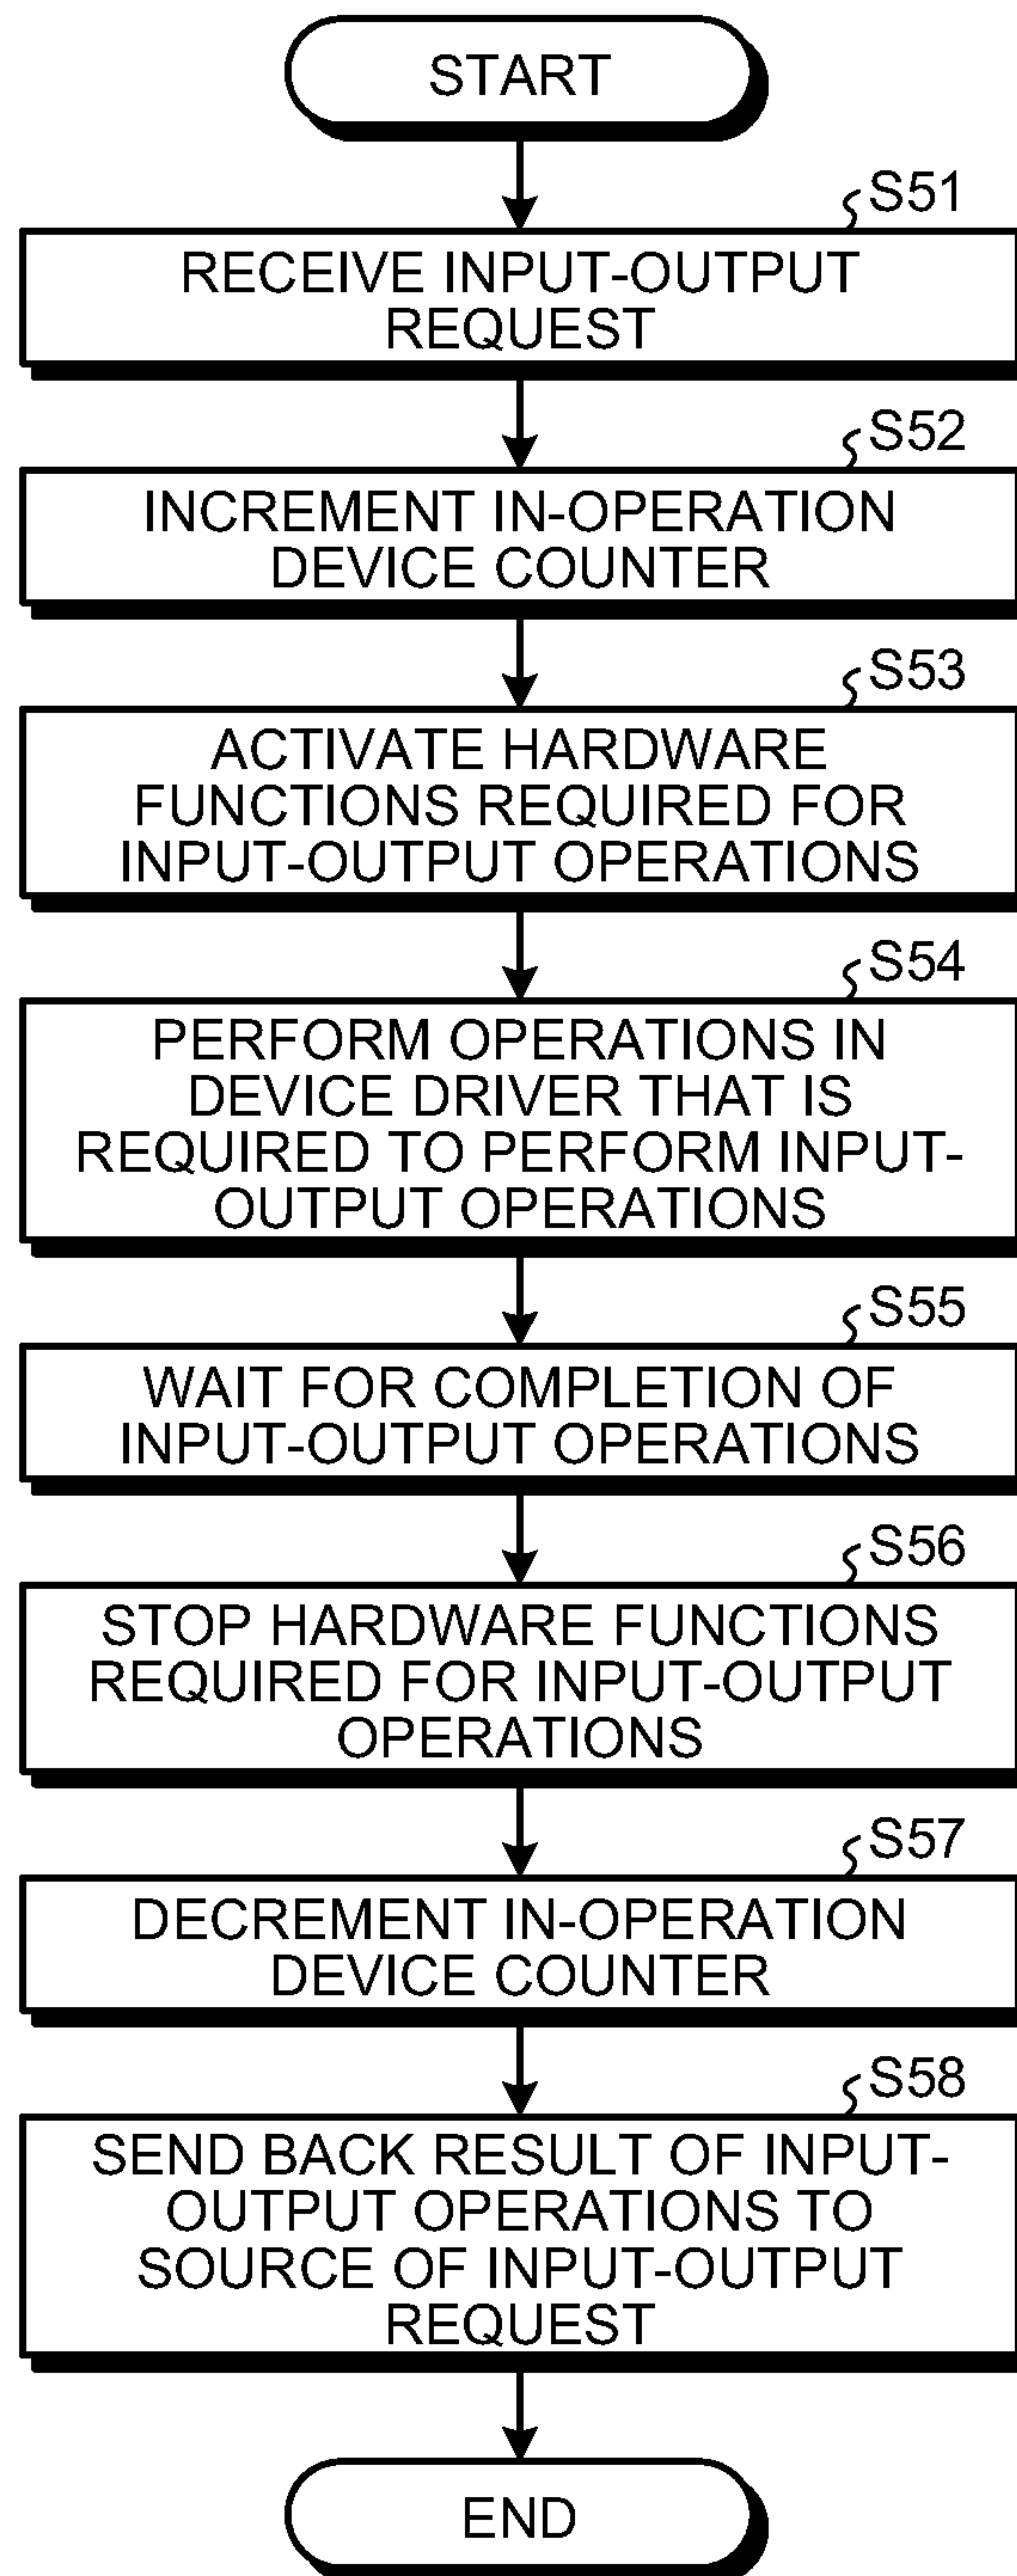 START
S51
RECEIVE INPUT-OUTPUT
REQUEST
S52
INCREMENT IN-OPERATION
DEVICE COUNTER
S53
ACTIVATE HARDWARE
FUNCTIONS REQUIRED FOR
INPUT-OUTPUT OPERATIONS
S54
PERFORM OPERATIONS IN
DEVICE DRIVER THAT IS
REQUIRED TO PERFORM INPUT-
OUTPUT OPERATIONS
S55
WAIT FOR COMPLETION OF
INPUT-OUTPUT OPERATIONS
S56
STOP HARDWARE FUNCTIONS
REQUIRED FOR INPUT-OUTPUT
OPERATIONS
S57
DECREMENT IN-OPERATION
DEVICE COUNTER
S58
SEND BACK RESULT OF INPUT-
OUTPUT OPERATIONS TO
SOURCE OF INPUT-OUTPUT
REQUEST
END